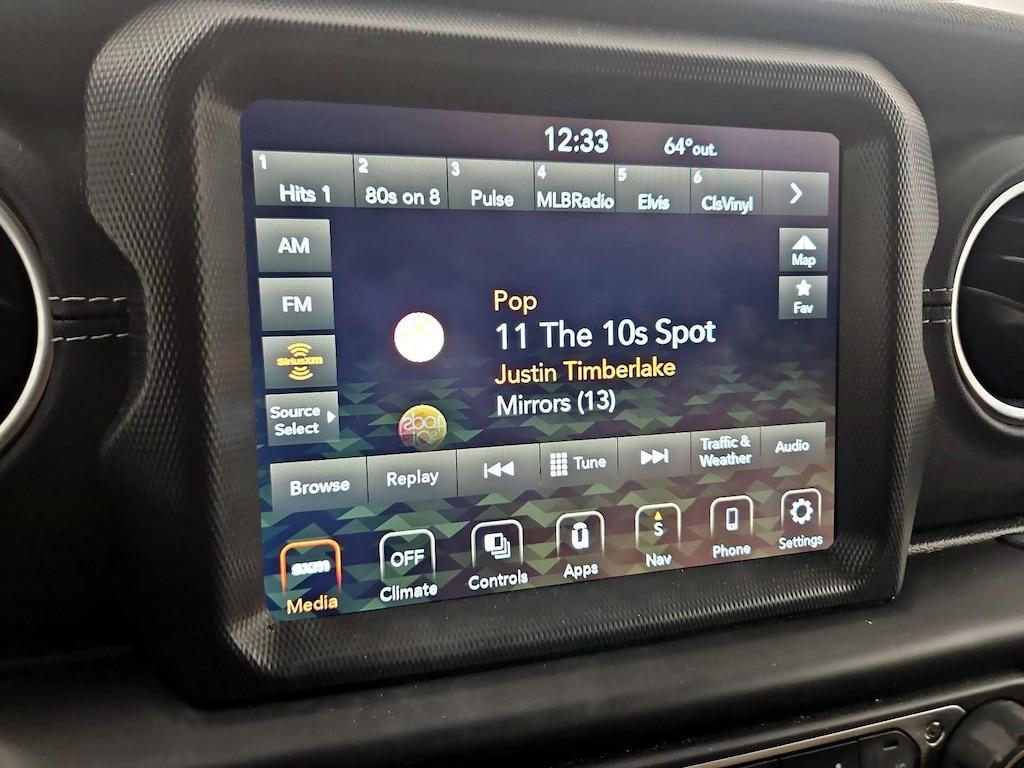 12:33
64°out.
1 Hits 1
2 80s on 8
3 Pulse
4 MLBRadio
5 Elvis
6 ClsVinyl
AM
FM
SiriusXM
Source
Select
Map
Fav
Pop
11 The 10s Spot
Justin Timberlake
Mirrors (13)
Browse
Replay
Tune
Traffic &
Weather
Audio
sxm
Media
OFF
Climate
Controls
Apps
S
Nav
Phone
Settings